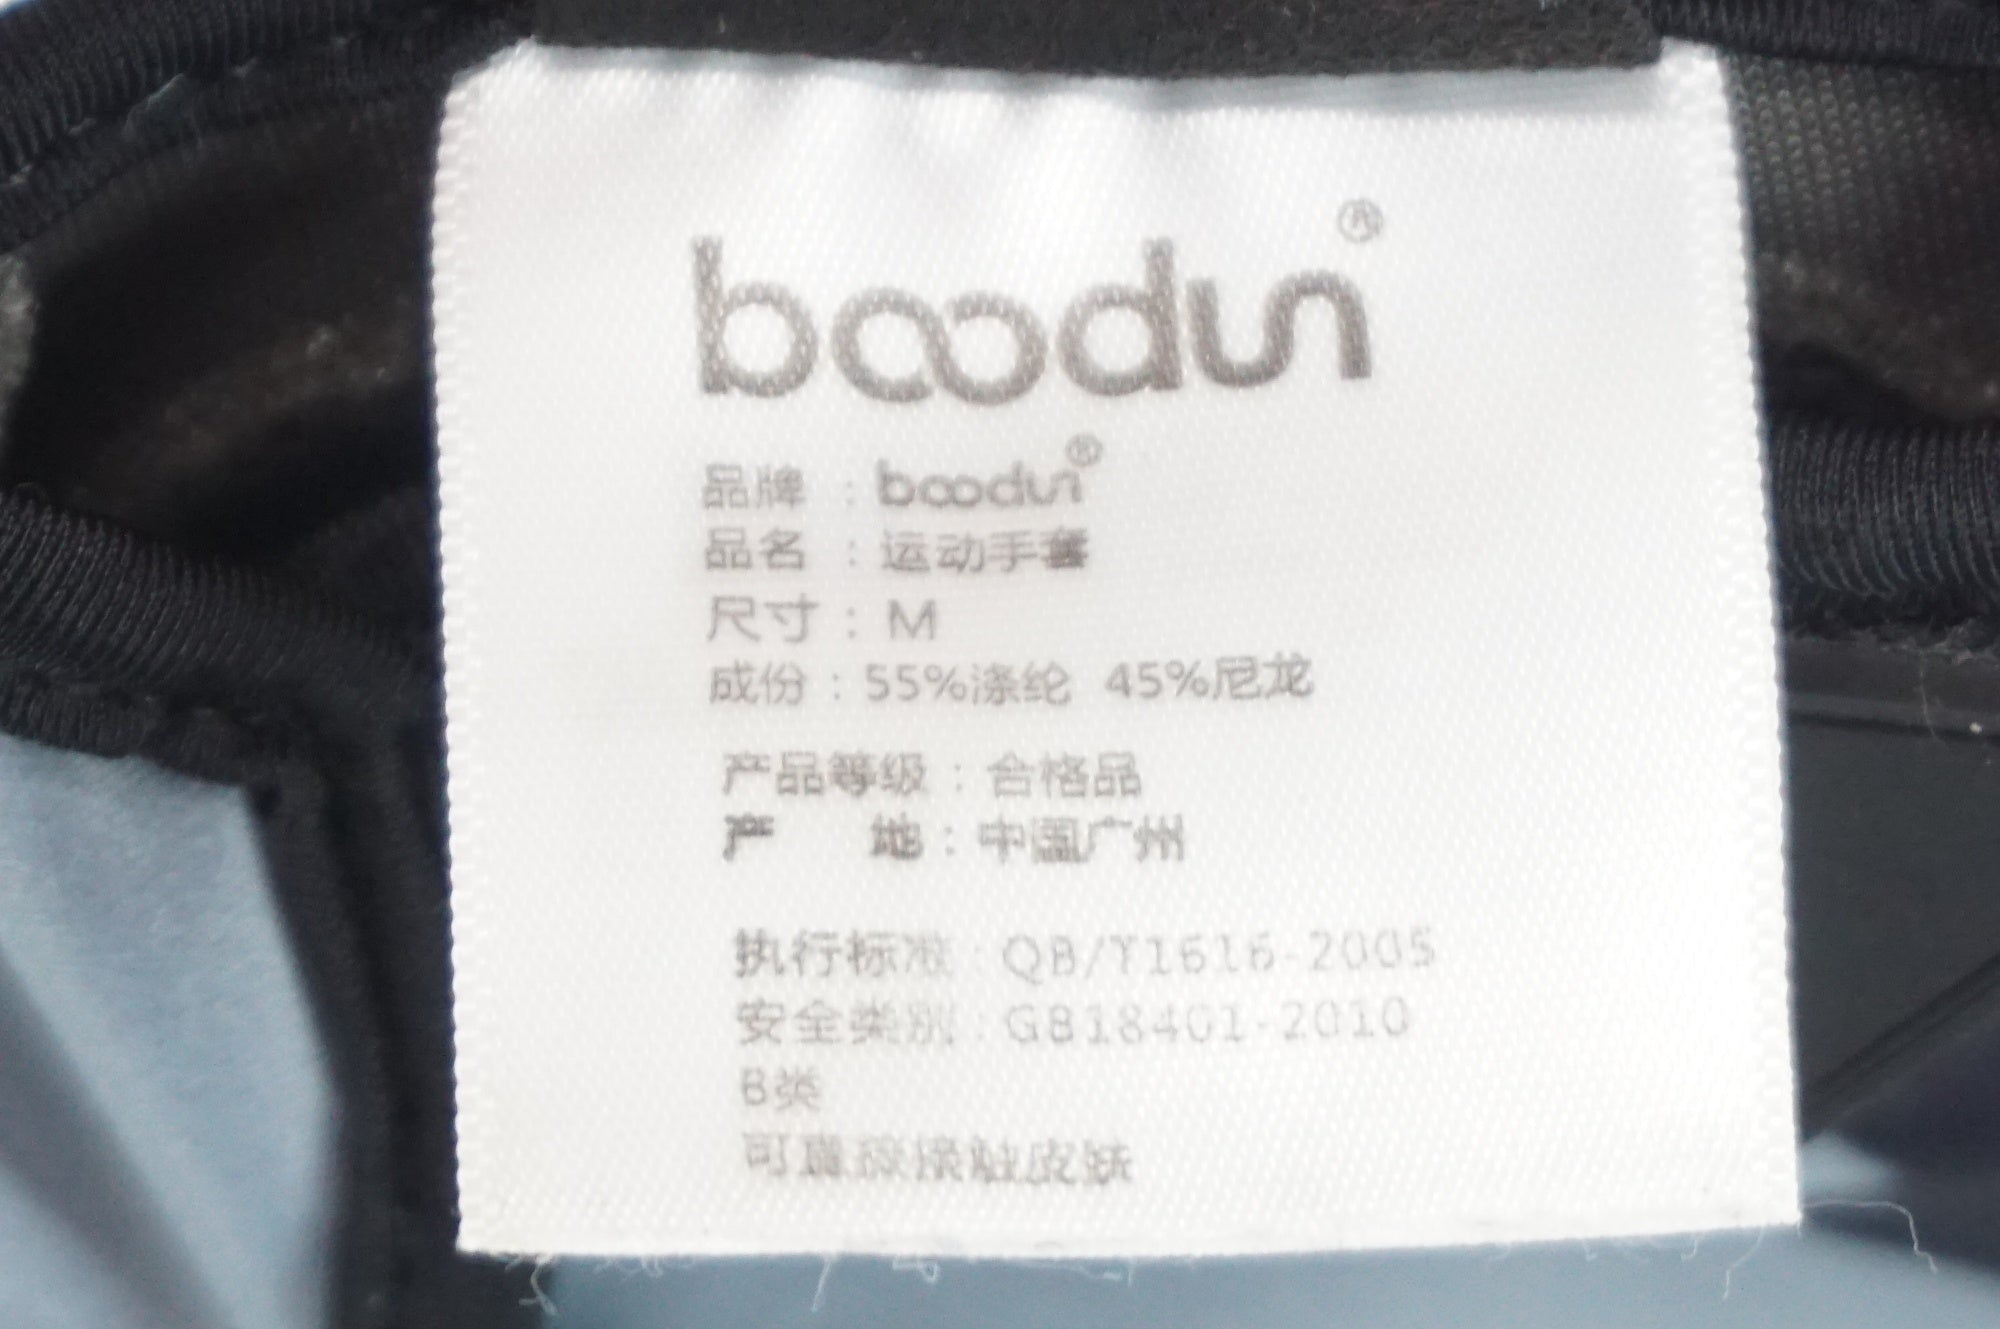 boodun®
品牌：boodun®
品名：运动手套
尺寸：M
成份：55%涤纶 45%尼龙
产品等级：合格品
产 地：中国广州
执行标准：QB/T1616-2005
安全类别：GB18401-2010
B类
可直接接触皮肤